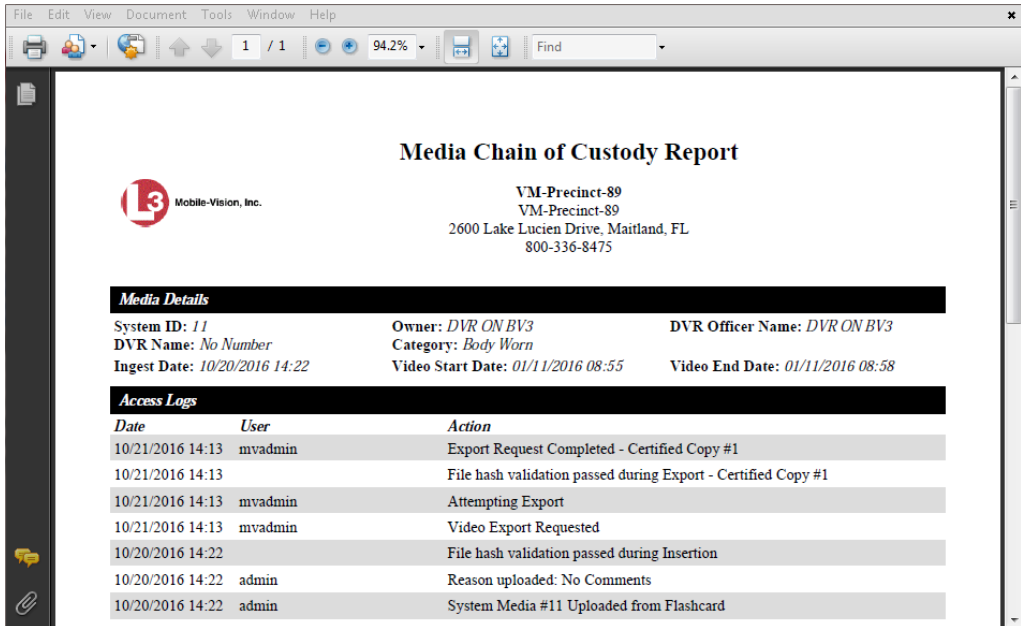 File Edit View Document Tools Window Help
1 / 1 94.2% Find
Media Chain of Custody Report
L3 Mobile-Vision, Inc.
VM-Precinct-89
VM-Precinct-89
2600 Lake Lucien Drive, Maitland, FL
800-336-8475
Media Details
System ID: 11 Owner: DVR ON BV3 DVR Officer Name: DVR ON BV3
DVR Name: No Number Category: Body Worn
Ingest Date: 10/20/2016 14:22 Video Start Date: 01/11/2016 08:55 Video End Date: 01/11/2016 08:58
Access Logs
Date User Action
10/21/2016 14:13 mvadmin Export Request Completed - Certified Copy #1
10/21/2016 14:13 File hash validation passed during Export - Certified Copy #1
10/21/2016 14:13 mvadmin Attempting Export
10/21/2016 14:13 mvadmin Video Export Requested
10/20/2016 14:22 File hash validation passed during Insertion
10/20/2016 14:22 admin Reason uploaded: No Comments
10/20/2016 14:22 admin System Media #11 Uploaded from Flashcard